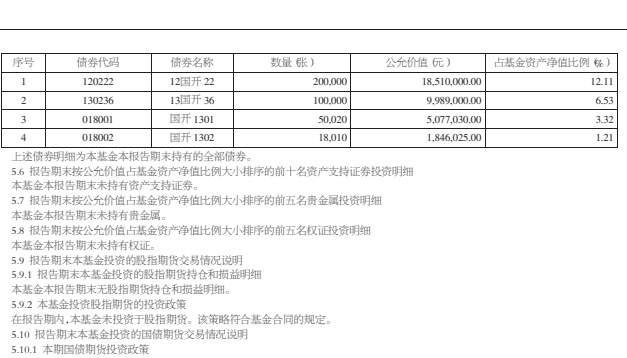 序号 债券代码 债券名称 数量(张) 公允价值(元) 占基金资产净值比例(%)
1 120222 12国开22 200,000 18,510,000.00 12.11
2 130236 13国开36 100,000 9,989,000.00 6.53
3 018001 国开1301 50,020 5,077,030.00 3.32
4 018002 国开1302 18,010 1,846,025.00 1.21
上述债券明细为本基金本报告期末持有的全部债券。
5.6 报告期末按公允价值占基金资产净值比例大小排序的前十名资产支持证券投资明细
本基金本报告期末未持有资产支持证券。
5.7 报告期末按公允价值占基金资产净值比例大小排序的前五名贵金属投资明细
本基金本报告期末未持有贵金属。
5.8 报告期末按公允价值占基金资产净值比例大小排序的前五名权证投资明细
本基金本报告期末未持有权证。
5.9 报告期末本基金投资的股指期货交易情况说明
5.9.1 报告期末本基金投资的股指期货持仓和损益明细
本基金本报告期末无股指期货持仓和损益明细。
5.9.2 本基金投资股指期货的投资政策
在报告期内,本基金未投资于股指期货。该策略符合基金合同的规定。
5.10 报告期末本基金投资的国债期货交易情况说明
5.10.1 本期国债期货投资政策